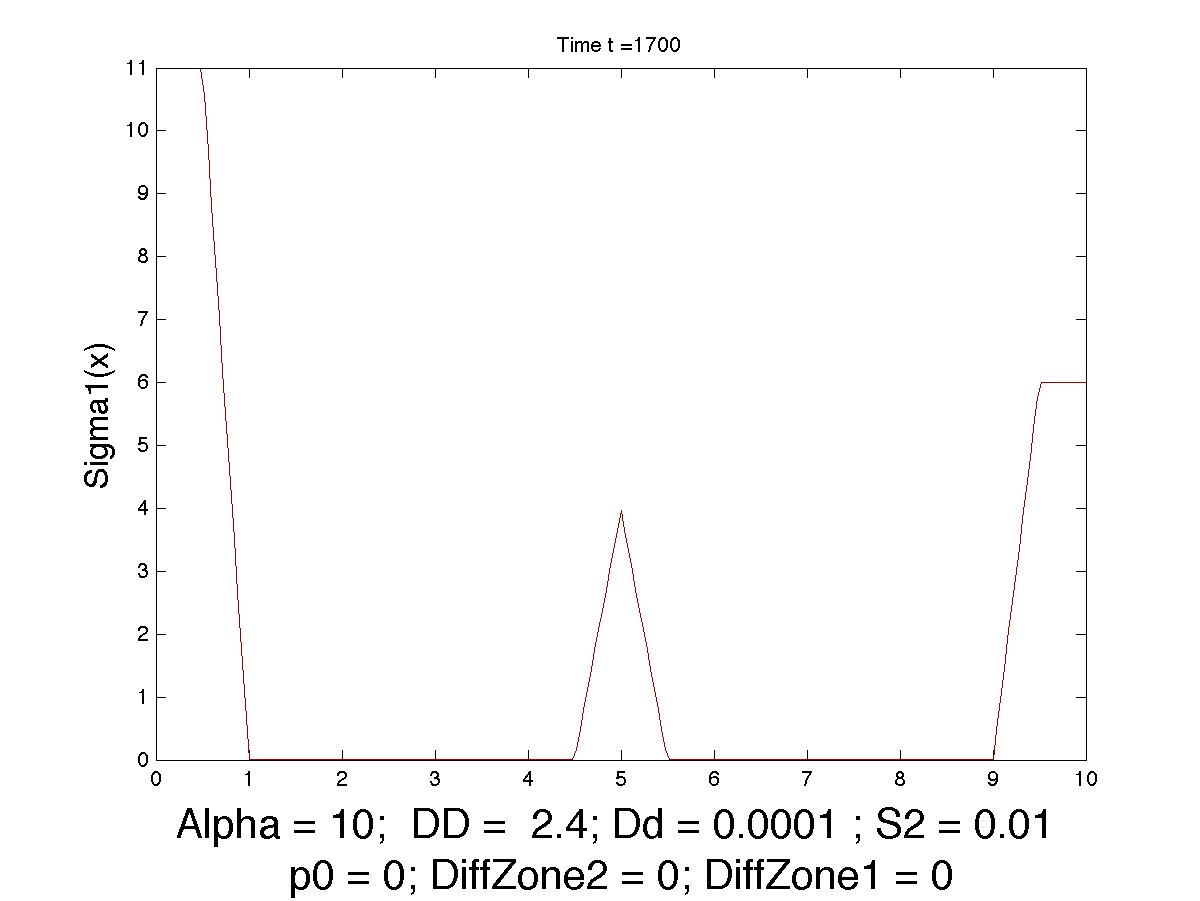 Time t =1700
11
10
9
8
7
6
5
4
3
2
1
0
Sigma1(x)
0 1 2 3 4 5 6 7 8 9 10
Alpha = 10;  DD =  2.4; Dd = 0.0001 ; S2 = 0.01
p0 = 0; DiffZone2 = 0; DiffZone1 = 0